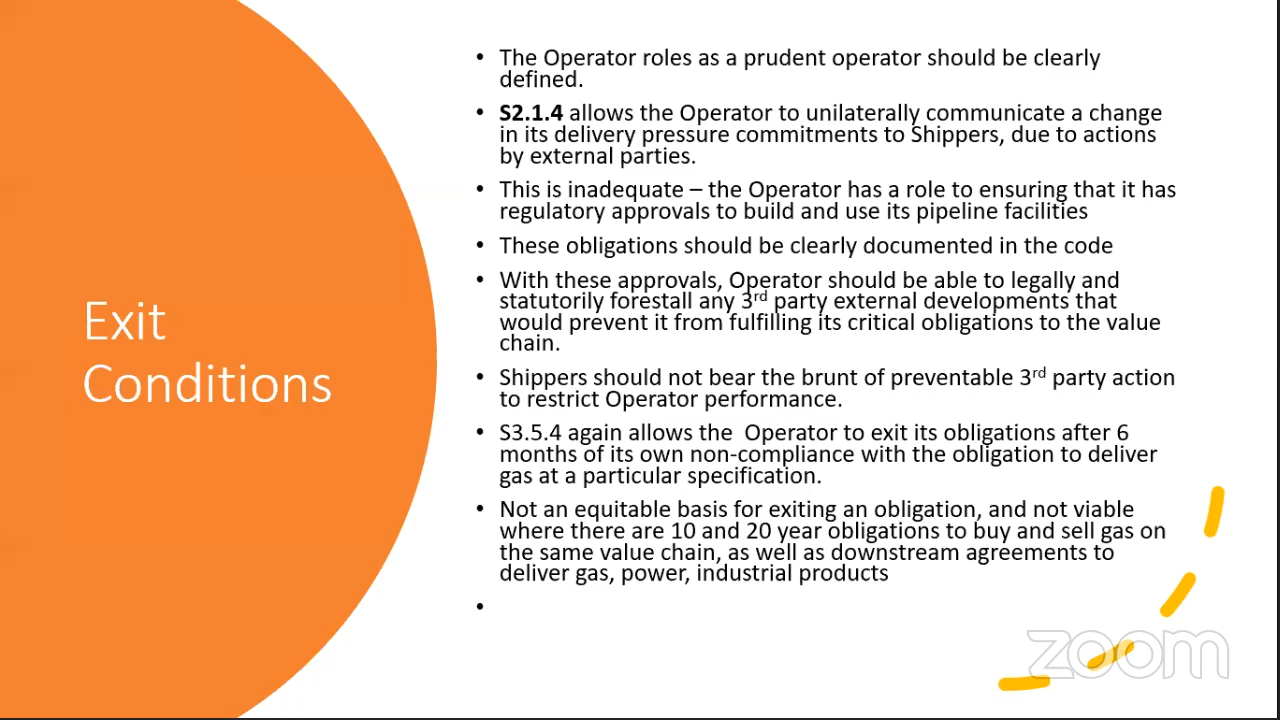 Exit
Conditions
• The Operator roles as a prudent operator should be clearly
defined.
• S2.1.4 allows the Operator to unilaterally communicate a change
in its delivery pressure commitments to Shippers, due to actions
by external parties.
• This is inadequate – the Operator has a role to ensuring that it has
regulatory approvals to build and use its pipeline facilities
• These obligations should be clearly documented in the code
• With these approvals, Operator should be able to legally and
statutorily forestall any 3rd party external developments that
would prevent it from fulfilling its critical obligations to the value
chain.
• Shippers should not bear the brunt of preventable 3rd party action
to restrict Operator performance.
• S3.5.4 again allows the Operator to exit its obligations after 6
months of its own non-compliance with the obligation to deliver
gas at a particular specification.
• Not an equitable basis for exiting an obligation, and not viable
where there are 10 and 20 year obligations to buy and sell gas on
the same value chain, as well as downstream agreements to
deliver gas, power, industrial products
•
zoom